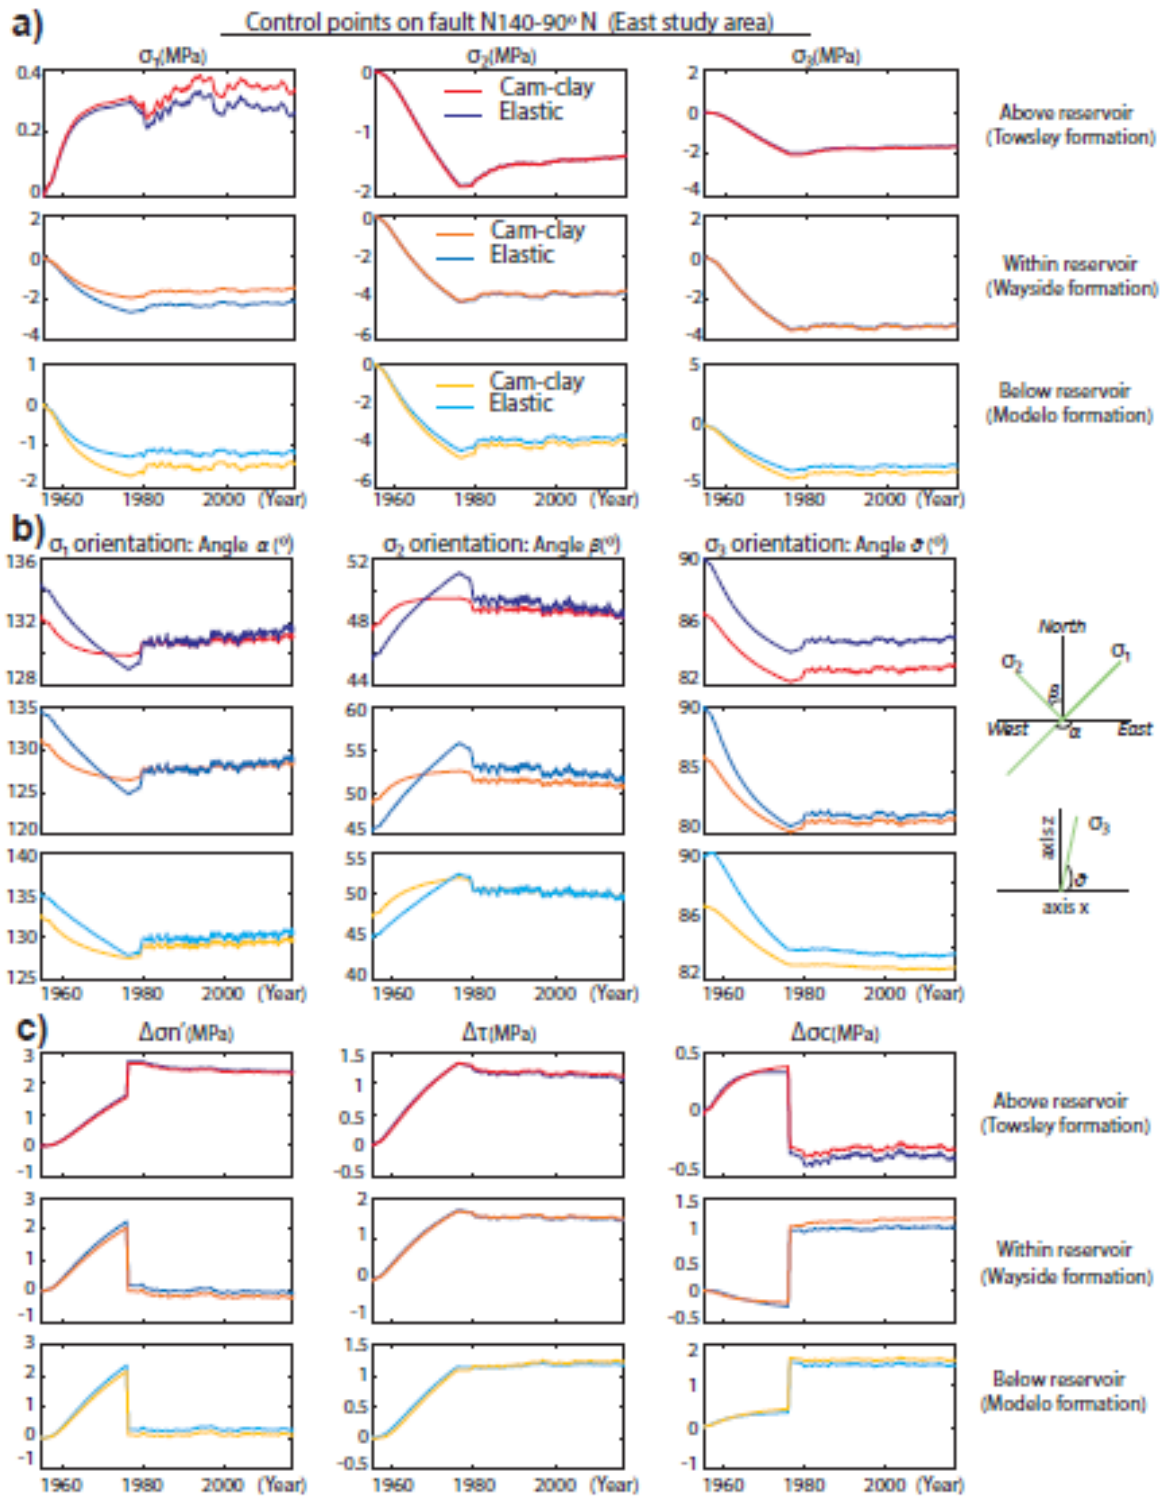 a)
Control points on fault N140-90º N (East study area)
σ1(MPa) σ2(MPa) σ3(MPa)
0.4
0.2
0
0
-1
-2
2
0
-2
-4
Cam-clay
Elastic
Above reservoir
(Towsley formation)
2
0
-2
-4
0
-2
-4
-6
2
0
-2
-4
Cam-clay
Elastic
Within reservoir
(Wayside formation)
1
0
-1
-2
0
-2
-4
-6
5
0
-5
Cam-clay
Elastic
Below reservoir
(Modelo formation)
1960 1980 2000 (Year) 1960 1980 2000 (Year) 1960 1980 2000 (Year)
b)
σ1 orientation: Angle α (º) σ2 orientation: Angle β(º) σ3 orientation: Angle ϑ (º)
136
132
128
52
48
44
90
86
82
135
130
125
120
60
55
50
45
90
85
80
140
135
130
125
55
50
45
40
90
86
82
1960 1980 2000 (Year) 1960 1980 2000 (Year) 1960 1980 2000 (Year)
North
σ2
σ1
β
West
α
East
axis z
σ3
ϑ
axis x
c)
Δσn'(MPa) Δτ(MPa) Δσc(MPa)
3
2
1
0
-1
1.5
1
0.5
0
-0.5
0.5
0
-0.5
Above reservoir
(Towsley formation)
3
2
1
0
-1
2
1
0
-1
1.5
1
0.5
0
-0.5
Within reservoir
(Wayside formation)
3
2
1
0
-1
1.5
1
0.5
0
-0.5
2
1
0
-1
Below reservoir
(Modelo formation)
1960 1980 2000 (Year) 1960 1980 2000 (Year) 1960 1980 2000 (Year)